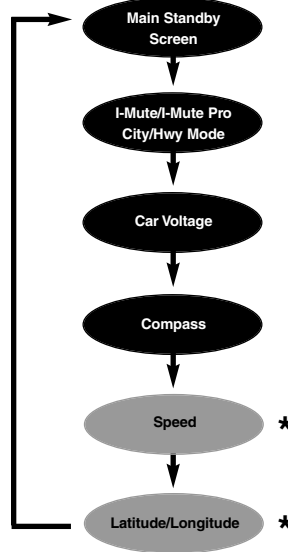 Main Standby
Screen
I-Mute/I-Mute Pro
City/Hwy Mode
Car Voltage
Compass
Speed
*
Latitude/Longitude
*